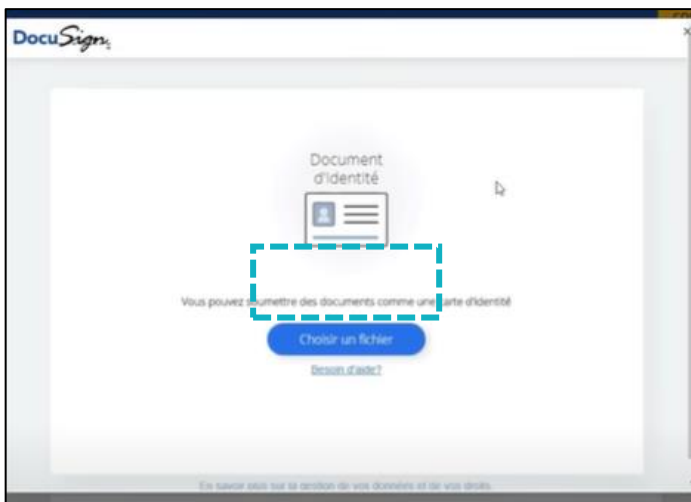 DocuSign
Document
d'identité
Vous pouvez soumettre des documents comme une carte d'identité
Choisir un fichier
Besoin d'aide?
En savoir plus sur la gestion de vos données et de vos droits.